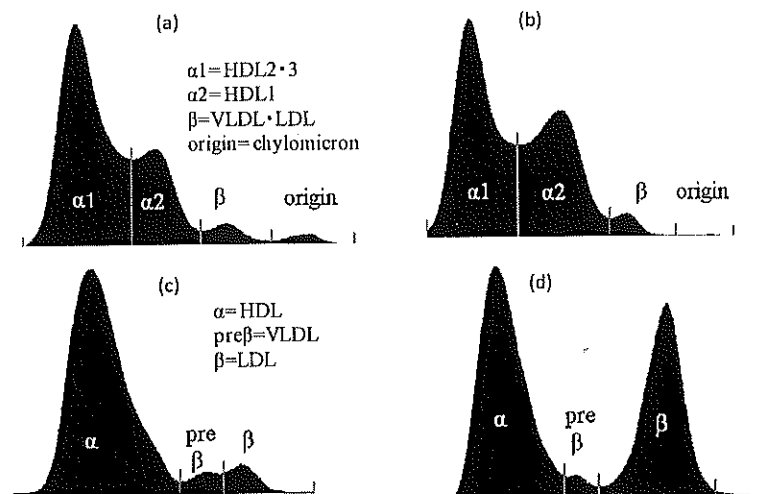 (a)
α1=HDL2・3
α2=HDL1
β=VLDL・LDL
origin=chylomicron
α1
α2
β
origin
(b)
α1
α2
β
origin
(c)
α=HDL
preβ=VLDL
β=LDL
α
pre
β
β
(d)
α
pre
β
β